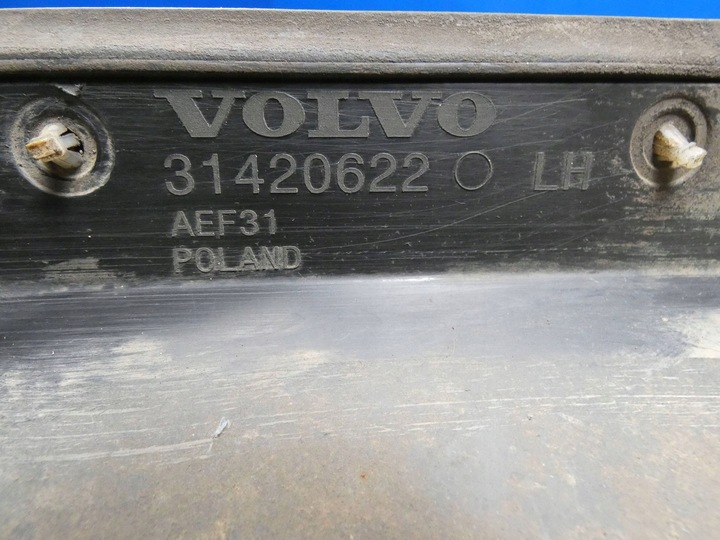 VOLVO
31420622 LH
AEF31
POLAND